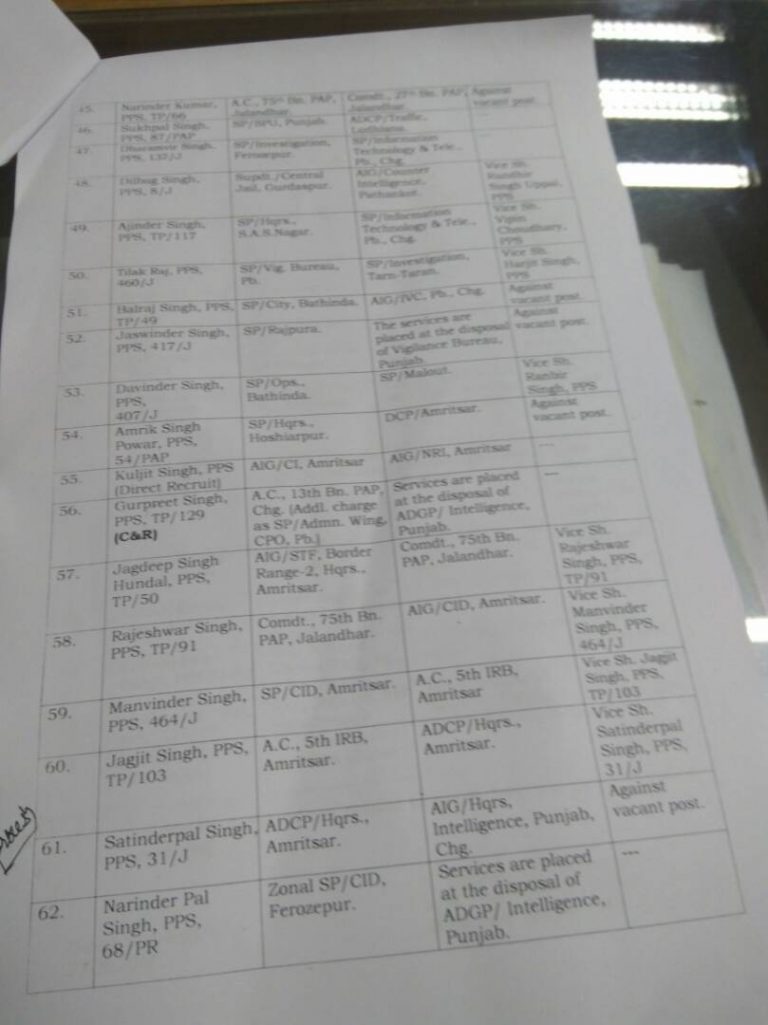 45.
Narinder Kumar,
PPS, TP/66
A.C., 75th Bn. PAP,
Jalandhar.
Comdt., 27th Bn. PAP,
Jalandhar.
Against
vacant post.
46.
Sukhpal Singh,
PPS, 87/PAP
SP/SPU, Punjab.
ADCP/Traffic,
Ludhiana.
47.
Dharamvir Singh,
PPS, 132/J
SP/Investigation,
Ferozepur.
SP/Information
Technology & Tele.,
Pb., Chg.
48.
Dilbag Singh,
PPS, 8/J
Supdt./Central
Jail, Gurdaspur.
AIG/Counter
Intelligence,
Pathankot.
Vice Sh.
Randhir
Singh Uppal,
PPS
49.
Ajinder Singh,
PPS, TP/117
SP/Hqrs.,
S.A.S.Nagar.
SP/Information
Technology & Tele.,
Pb., Chg.
Vice Sh.
Vipin
Choudhary,
PPS
50.
Tilak Raj, PPS,
460/J
SP/Vig. Bureau,
Pb.
SP/Investigation,
Tarn-Taran.
Vice Sh.
Harjit Singh,
PPS
51.
Balraj Singh, PPS,
TP/49
SP/City, Bathinda.
AIG/IVC, Pb., Chg.
Against
vacant post.
52.
Jaswinder Singh,
PPS, 417/J
SP/Rajpura.
The services are
placed at the disposal
of Vigilance Bureau,
Punjab.
Against
vacant post.
53.
Davinder Singh,
PPS,
407/J
SP/Ops.,
Bathinda.
SP/Malout.
Vice Sh.
Ranbir
Singh, PPS
54.
Amrik Singh
Powar, PPS,
54/PAP
SP/Hqrs.,
Hoshiarpur.
DCP/Amritsar.
Against
vacant post.
55.
Kuljit Singh, PPS
(Direct Recruit)
AIG/CI, Amritsar
AIG/NRI, Amritsar
---
56.
Gurpreet Singh,
PPS, TP/129
(C&R)
A.C., 13th Bn. PAP,
Chg. (Addl. charge
as SP/Admn. Wing,
CPO, Pb.)
Services are placed
at the disposal of
ADGP/ Intelligence,
Punjab.
---
57.
Jagdeep Singh
Hundal, PPS,
TP/50
AIG/STF, Border
Range-2, Hqrs.,
Amritsar.
Comdt., 75th Bn.
PAP, Jalandhar.
Vice Sh.
Rajeshwar
Singh, PPS,
TP/91
58.
Rajeshwar Singh,
PPS, TP/91
Comdt., 75th Bn.
PAP, Jalandhar.
AIG/CID, Amritsar.
Vice Sh.
Manvinder
Singh, PPS,
464/J
59.
Manvinder Singh,
PPS, 464/J
SP/CID, Amritsar.
A.C., 5th IRB,
Amritsar
Vice Sh. Jagjit
Singh, PPS,
TP/103
60.
Jagjit Singh, PPS,
TP/103
A.C., 5th IRB,
Amritsar.
ADCP/Hqrs.,
Amritsar.
Vice Sh.
Satinderpal
Singh, PPS,
31/J
61.
Satinderpal Singh,
PPS, 31/J
ADCP/Hqrs.,
Amritsar.
AIG/Hqrs,
Intelligence, Punjab,
Chg.
Against
vacant post.
62.
Narinder Pal
Singh, PPS,
68/PR
Zonal SP/CID,
Ferozepur.
Services are placed
at the disposal of
ADGP/ Intelligence,
Punjab.
---